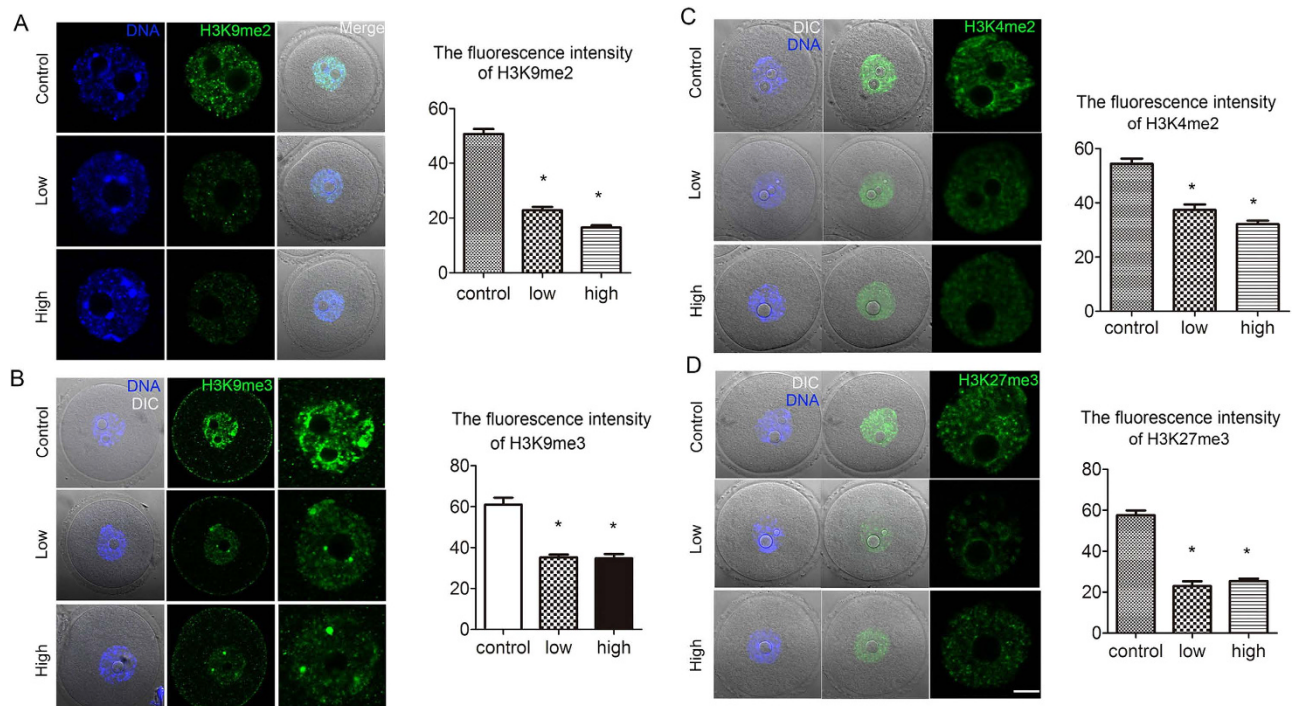 A
DNA
H3K9me2
Merge
Control
Low
High
The fluorescence intensity
of H3K9me2
60
40
20
0
*
*
control
low
high
B
DNA
DIC
H3K9me3
Control
Low
High
The fluorescence intensity
of H3K9me3
80
60
40
20
0
*
*
control
low
high
C
DIC
DNA
H3K4me2
Control
Low
High
The fluorescence intensity
of H3K4me2
60
40
20
0
*
*
control
low
high
D
DIC
DNA
H3K27me3
Control
Low
High
The fluorescence intensity
of H3K27me3
80
60
40
20
0
*
*
control
low
high